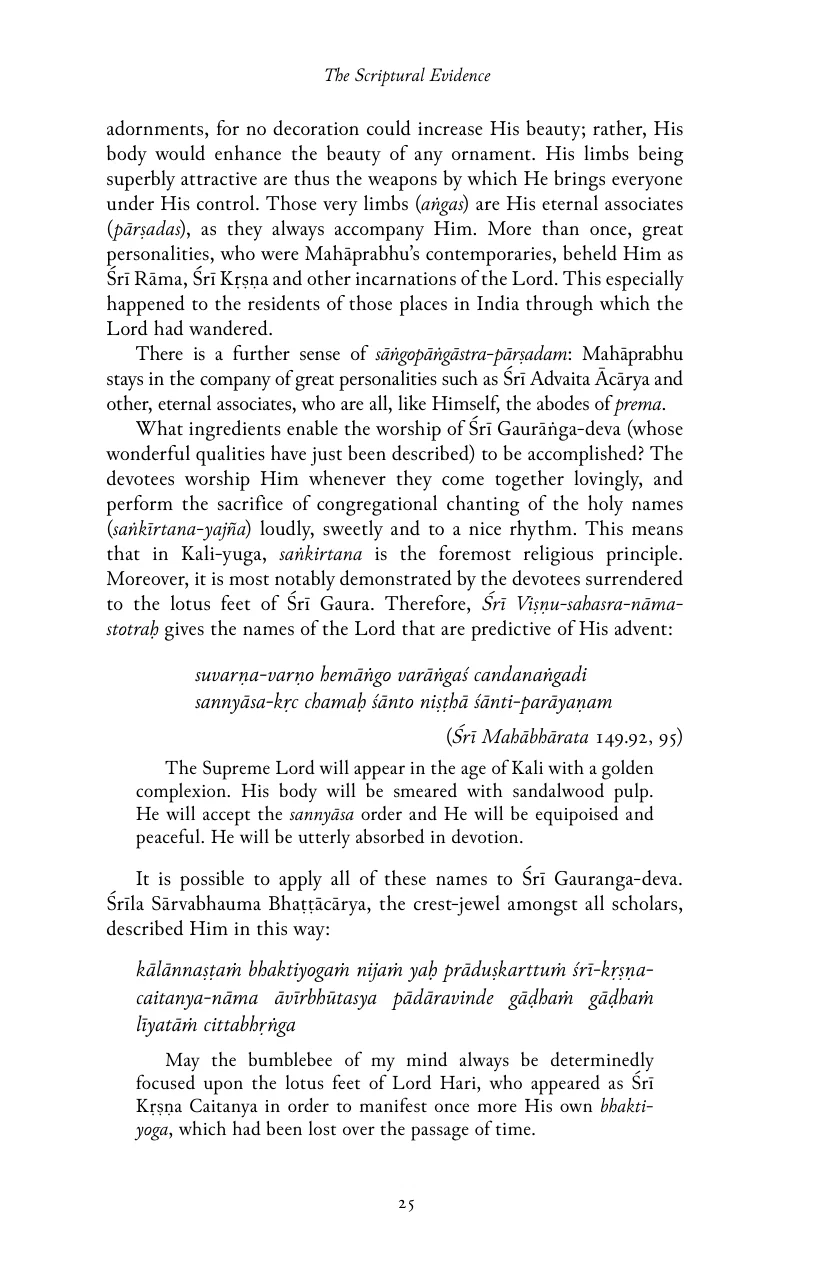 The Scriptural Evidence
adornments, for no decoration could increase His beauty; rather, His
body would enhance the beauty of any ornament. His limbs being
superbly attractive are thus the weapons by which He brings everyone
under His control. Those very limbs (aṅgas) are His eternal associates
(pārṣadas), as they always accompany Him. More than once, great
personalities, who were Mahāprabhu’s contemporaries, beheld Him as
Śrī Rāma, Śrī Kṛṣṇa and other incarnations of the Lord. This especially
happened to the residents of those places in India through which the
Lord had wandered.
There is a further sense of sāṅgopāṅgāstra-pārṣadam: Mahāprabhu
stays in the company of great personalities such as Śrī Advaita Ācārya and
other, eternal associates, who are all, like Himself, the abodes of prema.
What ingredients enable the worship of Śrī Gaurāṅga-deva (whose
wonderful qualities have just been described) to be accomplished? The
devotees worship Him whenever they come together lovingly, and
perform the sacrifice of congregational chanting of the holy names
(saṅkīrtana-yajña) loudly, sweetly and to a nice rhythm. This means
that in Kali-yuga, saṅkirtana is the foremost religious principle.
Moreover, it is most notably demonstrated by the devotees surrendered
to the lotus feet of Śrī Gaura. Therefore, Śrī Viṣṇu-sahasra-nāma-
stotraḥ gives the names of the Lord that are predictive of His advent:
suvarṇa-varṇo hemāṅgo varāṅgaś candanaṅgadi
sannyāsa-kṛc chamaḥ śānto niṣṭhā śānti-parāyaṇam
(Śrī Mahābhārata 149.92, 95)
The Supreme Lord will appear in the age of Kali with a golden
complexion. His body will be smeared with sandalwood pulp.
He will accept the sannyāsa order and He will be equipoised and
peaceful. He will be utterly absorbed in devotion.
It is possible to apply all of these names to Śrī Gauranga-deva.
Śrīla Sārvabhauma Bhaṭṭācārya, the crest-jewel amongst all scholars,
described Him in this way:
kālānnaṣṭaṁ bhaktiyogaṁ nijaṁ yaḥ prāduṣkarttuṁ śrī-kṛṣṇa-
caitanya-nāma āvīrbhūtasya pādāravinde gāḍhaṁ gāḍhaṁ
līyatāṁ cittabhṛṅga
May the bumblebee of my mind always be determinedly
focused upon the lotus feet of Lord Hari, who appeared as Śrī
Kṛṣṇa Caitanya in order to manifest once more His own bhakti-
yoga, which had been lost over the passage of time.
25